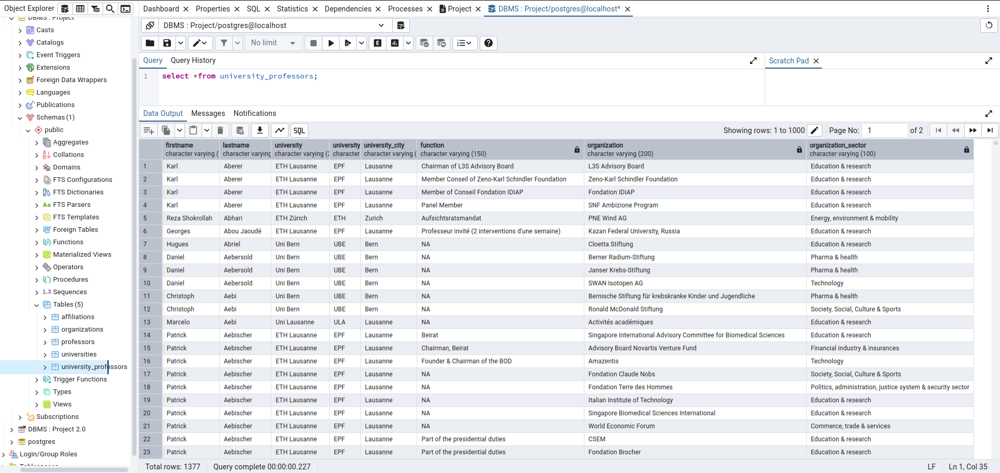 Object Explorer
Dashboard
Properties
SQL
Statistics
Dependencies
Processes
Project
DBMS : Project/postgres@localhost*
DBMS : Project
Casts
Catalogs
Event Triggers
Extensions
Foreign Data Wrappers
Languages
Publications
Schemas (1)
public
Aggregates
Collations
Domains
FTS Configurations
FTS Dictionaries
Aa FTS Parsers
FTS Templates
Foreign Tables
Functions
Materialized Views
Operators
Procedures
1..3 Sequences
Tables (5)
affiliations
organizations
professors
universities
university_professors
Trigger Functions
Types
Views
Subscriptions
DBMS : Project 2.0
postgres
Login/Group Roles
DBMS : Project/postgres@localhost
No limit
E
Query Query History
Scratch Pad
1 select *from university_professors;
Data Output Messages Notifications
SQL
Showing rows: 1 to 1000
Page No: 1 of 2
firstname lastname university university university_city function organization organization_sector
character varying ( character varying character varying (2 character character varying ( character varying (150) character varying (200) character varying (100)
1 Karl Aberer ETH Lausanne EPF Lausanne Chairman of L3S Advisory Board L3S Advisory Board Education & research
2 Karl Aberer ETH Lausanne EPF Lausanne Member Conseil of Zeno-Karl Schindler Foundation Zeno-Karl Schindler Foundation Education & research
3 Karl Aberer ETH Lausanne EPF Lausanne Member of Conseil Fondation IDIAP Fondation IDIAP Education & research
4 Karl Aberer ETH Lausanne EPF Lausanne Panel Member SNF Ambizione Program Education & research
5 Reza Shokrollah Abhari ETH Zürich ETH Zurich Aufsichtsratsmandat PNE Wind AG Energy, environment & mobility
6 Georges Abou Jaoudé ETH Lausanne EPF Lausanne Professeur invité (2 interventions d'une semaine) Kazan Federal University, Russia Education & research
7 Hugues Abriel Uni Bern UBE Bern NA Cloetta Stiftung Education & research
8 Daniel Aebersold Uni Bern UBE Bern NA Berner Radium-Stiftung Pharma & health
9 Daniel Aebersold Uni Bern UBE Bern NA Janser Krebs-Stiftung Pharma & health
10 Daniel Aebersold Uni Bern UBE Bern NA SWAN Isotopen AG Technology
11 Christoph Aebi Uni Bern UBE Bern NA Bernische Stiftung für krebskranke Kinder und Jugendliche Pharma & health
12 Christoph Aebi Uni Bern UBE Bern NA Ronald McDonald Stiftung Society, Social, Culture & Sports
13 Marcelo Aebi Uni Lausanne ULA Lausanne NA Activités académiques Education & research
14 Patrick Aebischer ETH Lausanne EPF Lausanne Beirat Singapore International Advisory Committee for Biomedical Sciences Education & research
15 Patrick Aebischer ETH Lausanne EPF Lausanne Chairman, Beirat Advisory Board Novartis Venture Fund Financial industry & insurances
16 Patrick Aebischer ETH Lausanne EPF Lausanne Founder & Chairman of the BOD Amazentis Technology
17 Patrick Aebischer ETH Lausanne EPF Lausanne NA Fondation Claude Nobs Society, Social, Culture & Sports
18 Patrick Aebischer ETH Lausanne EPF Lausanne NA Fondation Terre des Hommes Politics, administration, justice system & security sector
19 Patrick Aebischer ETH Lausanne EPF Lausanne NA Italian Institute of Technology Education & research
20 Patrick Aebischer ETH Lausanne EPF Lausanne NA Singapore Biomedical Sciences International Education & research
21 Patrick Aebischer ETH Lausanne EPF Lausanne NA World Economic Forum Commerce, trade & services
22 Patrick Aebischer ETH Lausanne EPF Lausanne Part of the presidential duties CSEM Education & research
23 Patrick Aebischer ETH Lausanne EPF Lausanne Part of the presidential duties Fondation Brocher Education & research
Total rows: 1377
Query complete 00:00:00.227
LF
Ln 1, Col 35